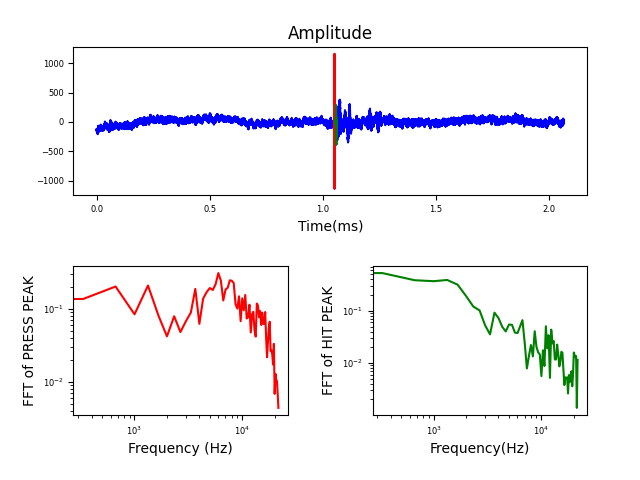 Amplitude
1000
500
0
−500
−1000
0.0 0.5 1.0 1.5 2.0
Time(ms)
FFT of PRESS PEAK
10⁻¹
10⁻²
10³ 10⁴
Frequency (Hz)
FFT of HIT PEAK
10⁻¹
10⁻²
10³ 10⁴
Frequency(Hz)